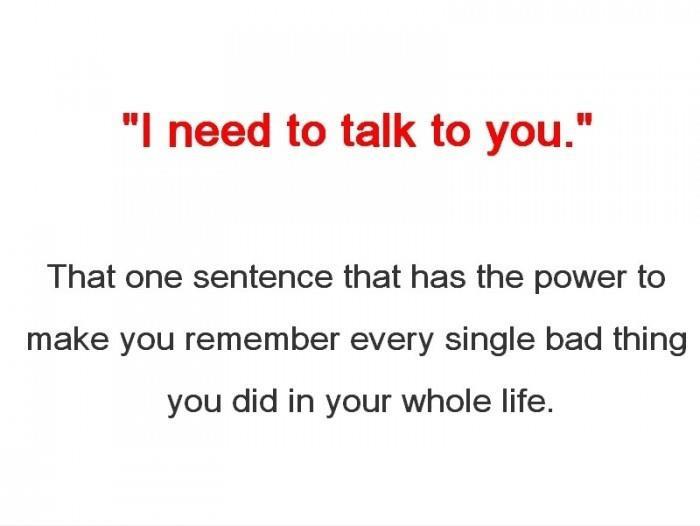 "I need to talk to you."
That one sentence that has the power to
make you remember every single bad thing
you did in your whole life.